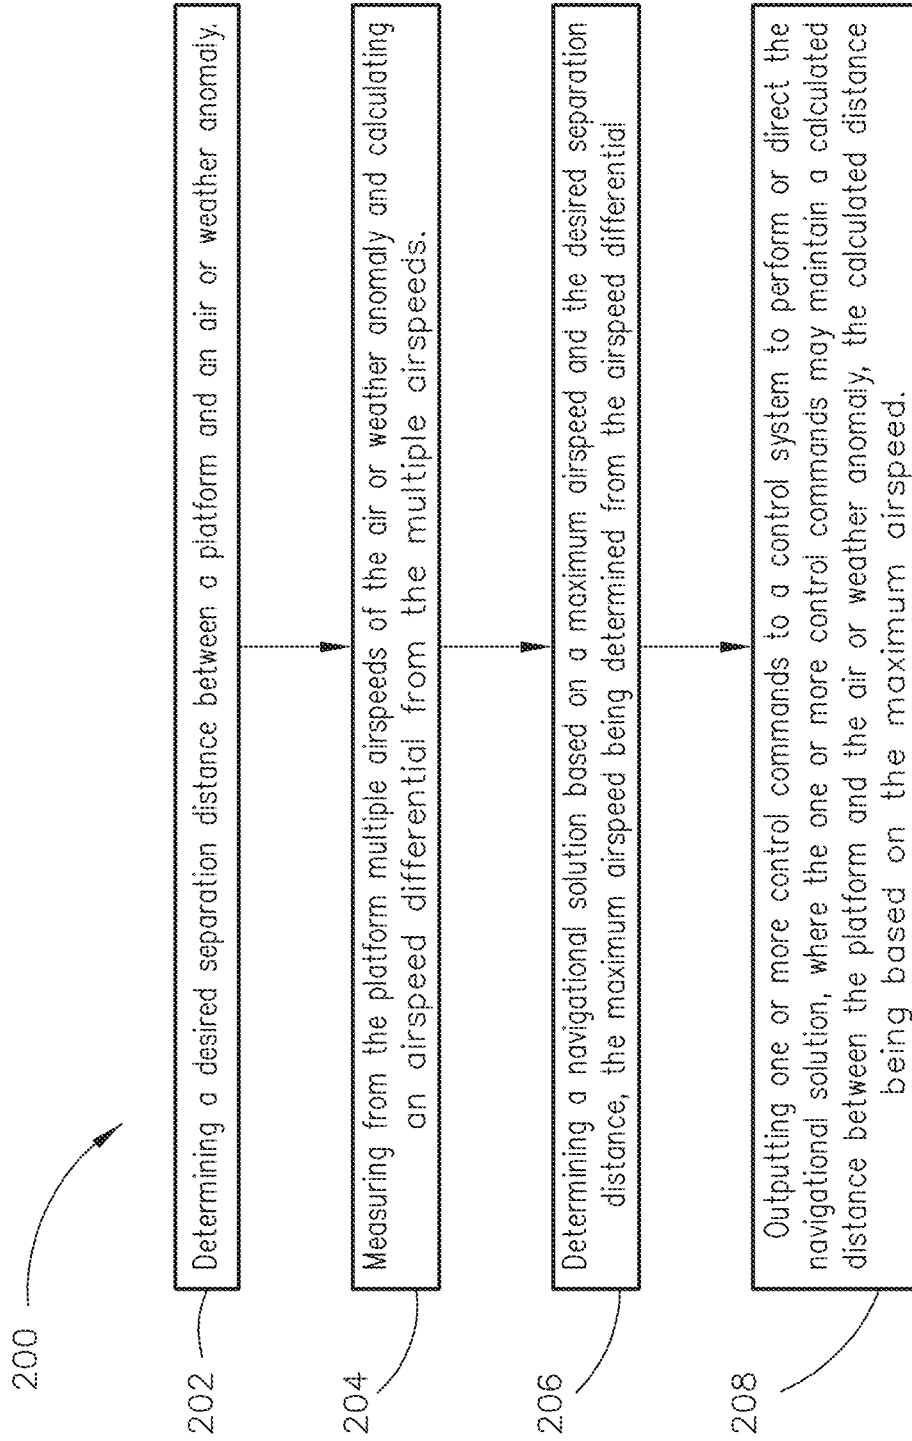 200
202
Determining a desired separation distance between a platform and an air or weather anomaly.
204
Measuring from the platform multiple airspeeds of the air or weather anomaly and calculating
an airspeed differential from the multiple airspeeds.
206
Determining a navigational solution based on a maximum airspeed and the desired separation
distance, the maximum airspeed being determined from the airspeed differential
208
Outputting one or more control commands to a control system to perform or direct the
navigational solution, where the one or more control commands may maintain a calculated
distance between the platform and the air or weather anomaly, the calculated distance
being based on the maximum airspeed.